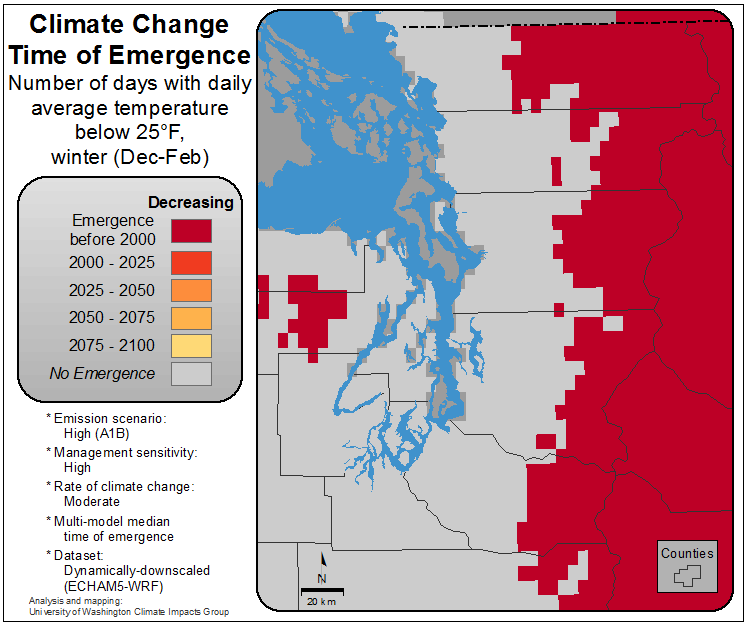 Climate Change
Time of Emergence
Number of days with daily
average temperature
below 25°F,
winter (Dec-Feb)
Decreasing
Emergence
before 2000
2000 - 2025
2025 - 2050
2050 - 2075
2075 - 2100
No Emergence
* Emission scenario:
High (A1B)
* Management sensitivity:
High
* Rate of climate change:
Moderate
* Multi-model median
time of emergence
* Dataset:
Dynamically-downscaled
(ECHAM5-WRF)
Analysis and mapping:
University of Washington Climate Impacts Group
N
20 km
Counties